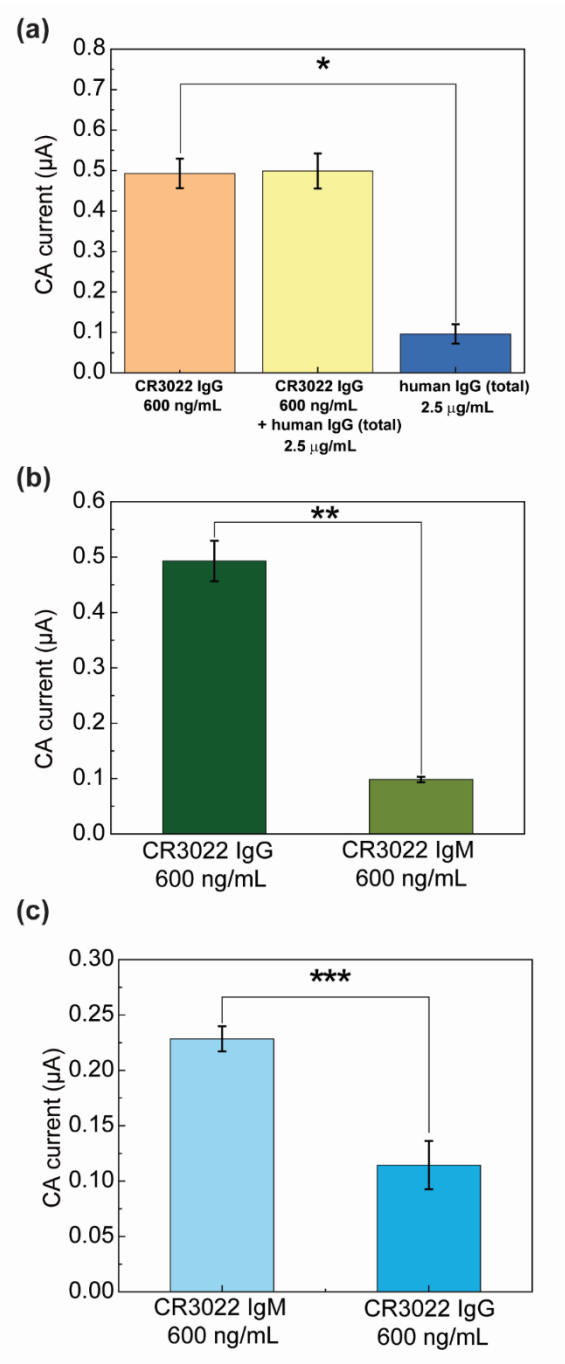 (a)
0.8
0.7
0.6
0.5
0.4
0.3
0.2
0.1
0.0
CA current (µA)
*
CR3022 IgG
600 ng/mL
CR3022 IgG
600 ng/mL
+ human IgG (total)
2.5 µg/mL
human IgG (total)
2.5 µg/mL
(b)
0.6
0.5
0.4
0.3
0.2
0.1
0.0
CA current (µA)
**
CR3022 IgG
600 ng/mL
CR3022 IgM
600 ng/mL
(c)
0.30
0.25
0.20
0.15
0.10
0.05
0.00
CA current (µA)
***
CR3022 IgM
600 ng/mL
CR3022 IgG
600 ng/mL